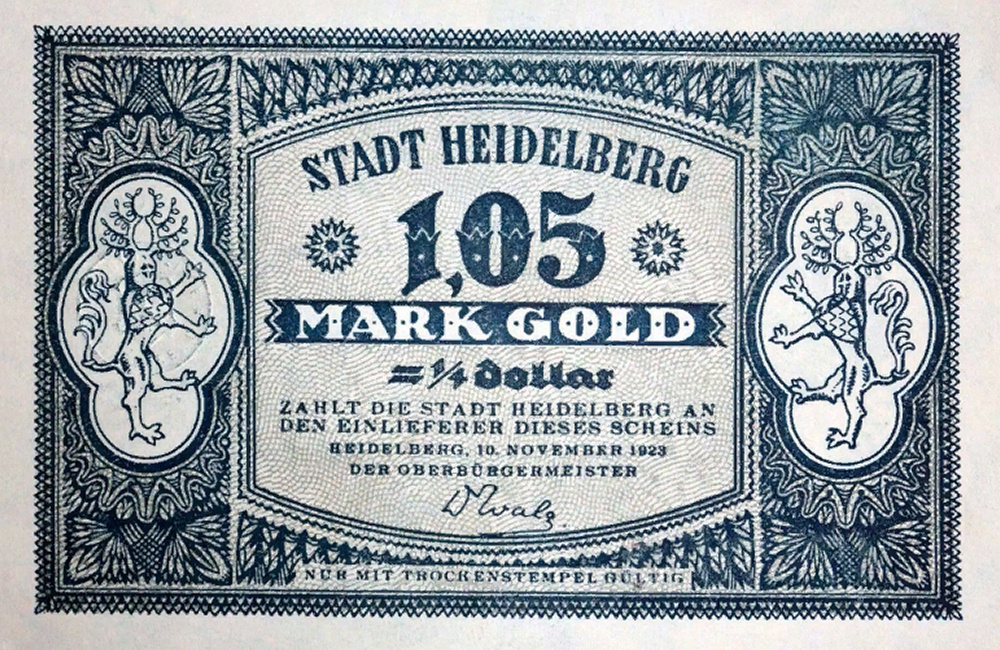 STADT HEIDELBERG
1,05
MARK GOLD
=1/4 dollar
ZAHLT DIE STADT HEIDELBERG AN
DEN EINLIEFERER DIESES SCHEINS
HEIDELBERG, 10. NOVEMBER 1923
DER OBERBÜRGERMEISTER
NUR MIT TROCKENSTEMPEL GÜLTIG